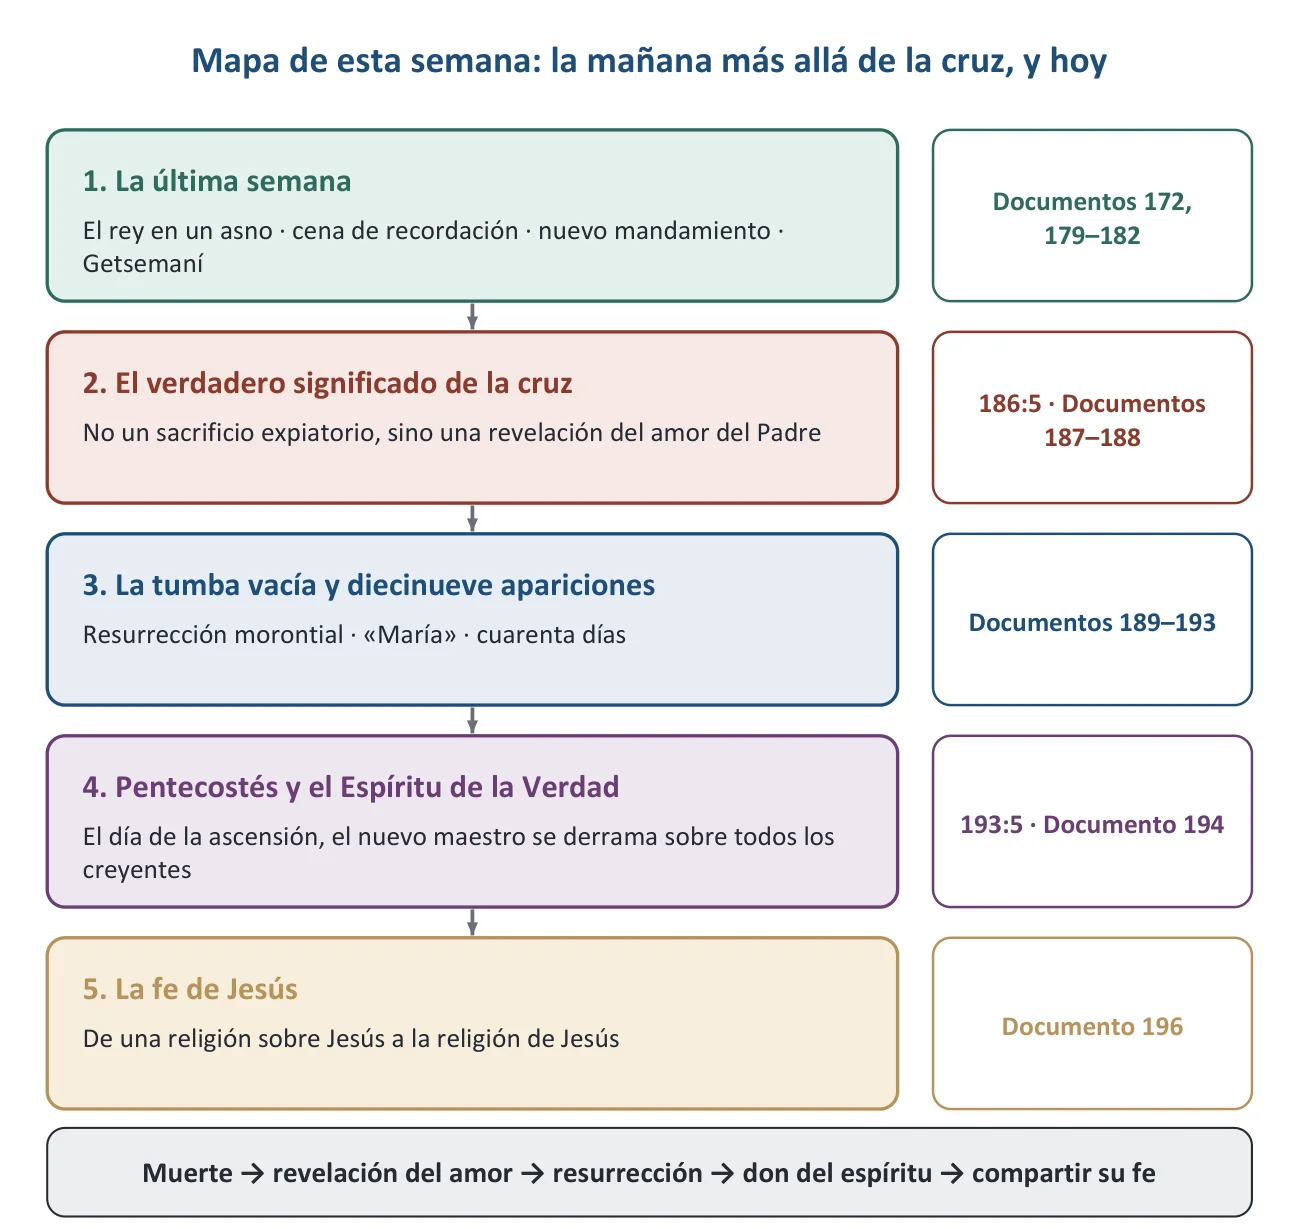 Mapa de esta semana: la mañana más allá de la cruz, y hoy
1. La última semana
El rey en un asno · cena de recordación · nuevo mandamiento ·
Getsemaní
Documentos 172,
179–182
2. El verdadero significado de la cruz
No un sacrificio expiatorio, sino una revelación del amor del Padre
186:5 · Documentos
187–188
3. La tumba vacía y diecinueve apariciones
Resurrección morontial · «María» · cuarenta días
Documentos 189–193
4. Pentecostés y el Espíritu de la Verdad
El día de la ascensión, el nuevo maestro se derrama sobre todos los
creyentes
193:5 · Documento 194
5. La fe de Jesús
De una religión sobre Jesús a la religión de Jesús
Documento 196
Muerte → revelación del amor → resurrección → don del espíritu → compartir su fe